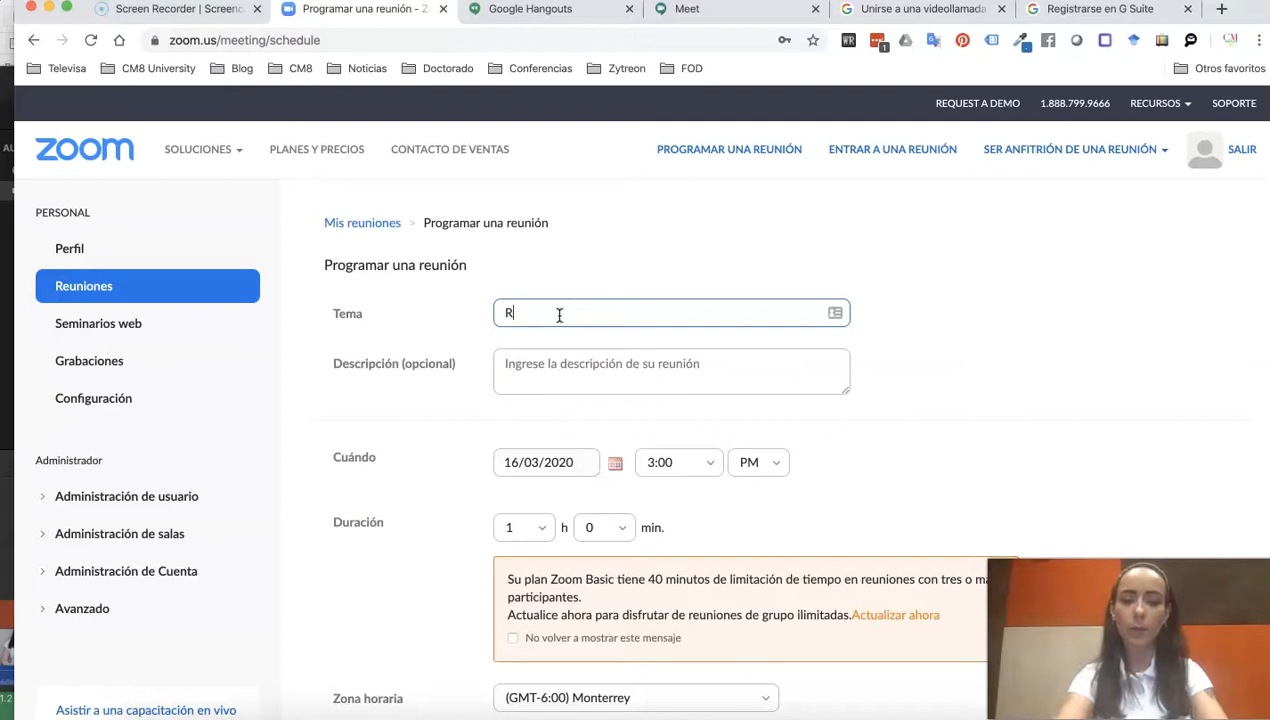 Screen Recorder | Screenc
Programar una reunión - Zo
Google Hangouts
Meet
Unirse a una videollamada
Registrarse en G Suite
zoom.us/meeting/schedule
Televisa
CM8 University
Blog
CM8
Noticias
Doctorado
Conferencias
Zytreon
FOD
Otros favoritos
REQUEST A DEMO
1.888.799.9666
RECURSOS
SOPORTE
zoom
SOLUCIONES
PLANES Y PRECIOS
CONTACTO DE VENTAS
PROGRAMAR UNA REUNIÓN
ENTRAR A UNA REUNIÓN
SER ANFITRIÓN DE UNA REUNIÓN
SALIR
PERSONAL
Perfil
Reuniones
Seminarios web
Grabaciones
Configuración
Administrador
Administración de usuario
Administración de salas
Administración de Cuenta
Avanzado
Asistir a una capacitación en vivo
Mis reuniones > Programar una reunión
Programar una reunión
Tema
R
Descripción (opcional)
Ingrese la descripción de su reunión
Cuándo
16/03/2020
3:00
PM
Duración
1 h 0 min.
Su plan Zoom Basic tiene 40 minutos de limitación de tiempo en reuniones con tres o má
participantes.
Actualice ahora para disfrutar de reuniones de grupo ilimitadas.Actualizar ahora
No volver a mostrar este mensaje
Zona horaria
(GMT-6:00) Monterrey